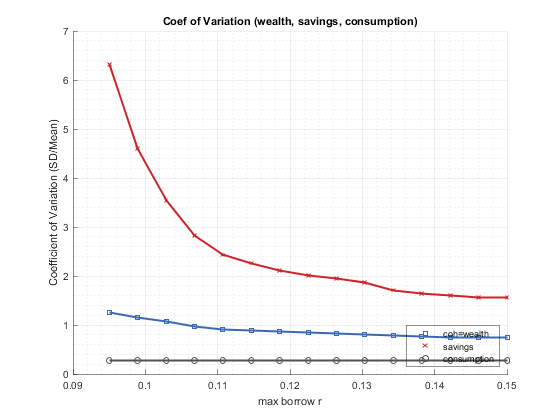 Coef of Variation (wealth, savings, consumption)
7
6
5
4
3
2
1
0
Coefficient of Variation (SD/Mean)
coh=wealth
savings
consumption
0.09
0.1
0.11
0.12
0.13
0.14
0.15
max borrow r